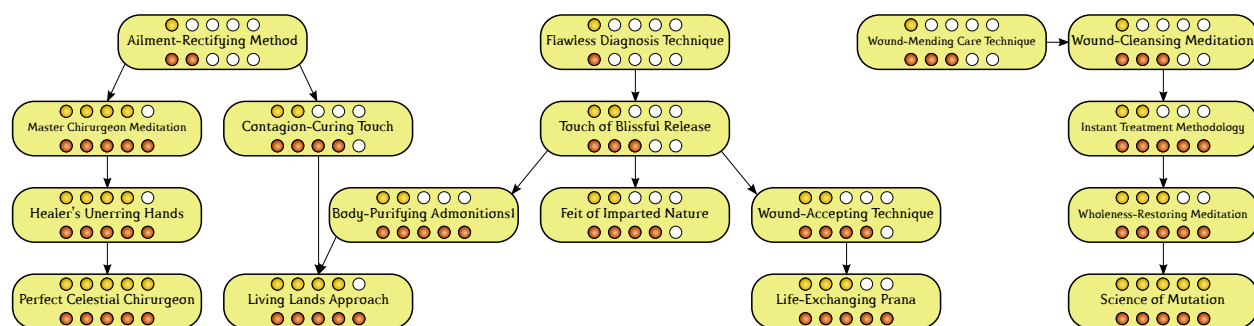 Ailment-Rectifying Method
Flawless Diagnosis Technique
Wound-Mending Care Technique
Wound-Cleansing Meditation
Master Chirurgeon Meditation
Contagion-Curing Touch
Touch of Blissful Release
Instant Treatment Methodology
Healer's Unerring Hands
Body-Purifying Admonitions1
Feit of Imparted Nature
Wound-Accepting Technique
Wholeness-Restoring Meditation
Perfect Celestial Chirurgeon
Living Lands Approach
Life-Exchanging Prana
Science of Mutation